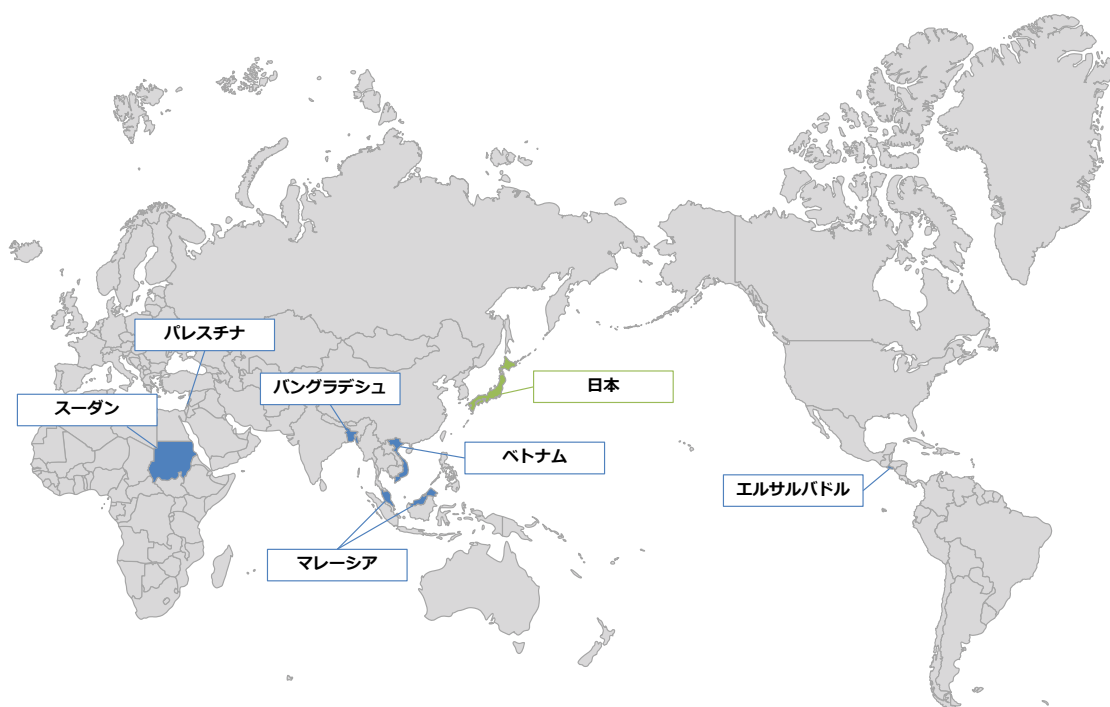 パレスチナ
バングラデシュ
日本
スーダン
ベトナム
エルサルバドル
マレーシア